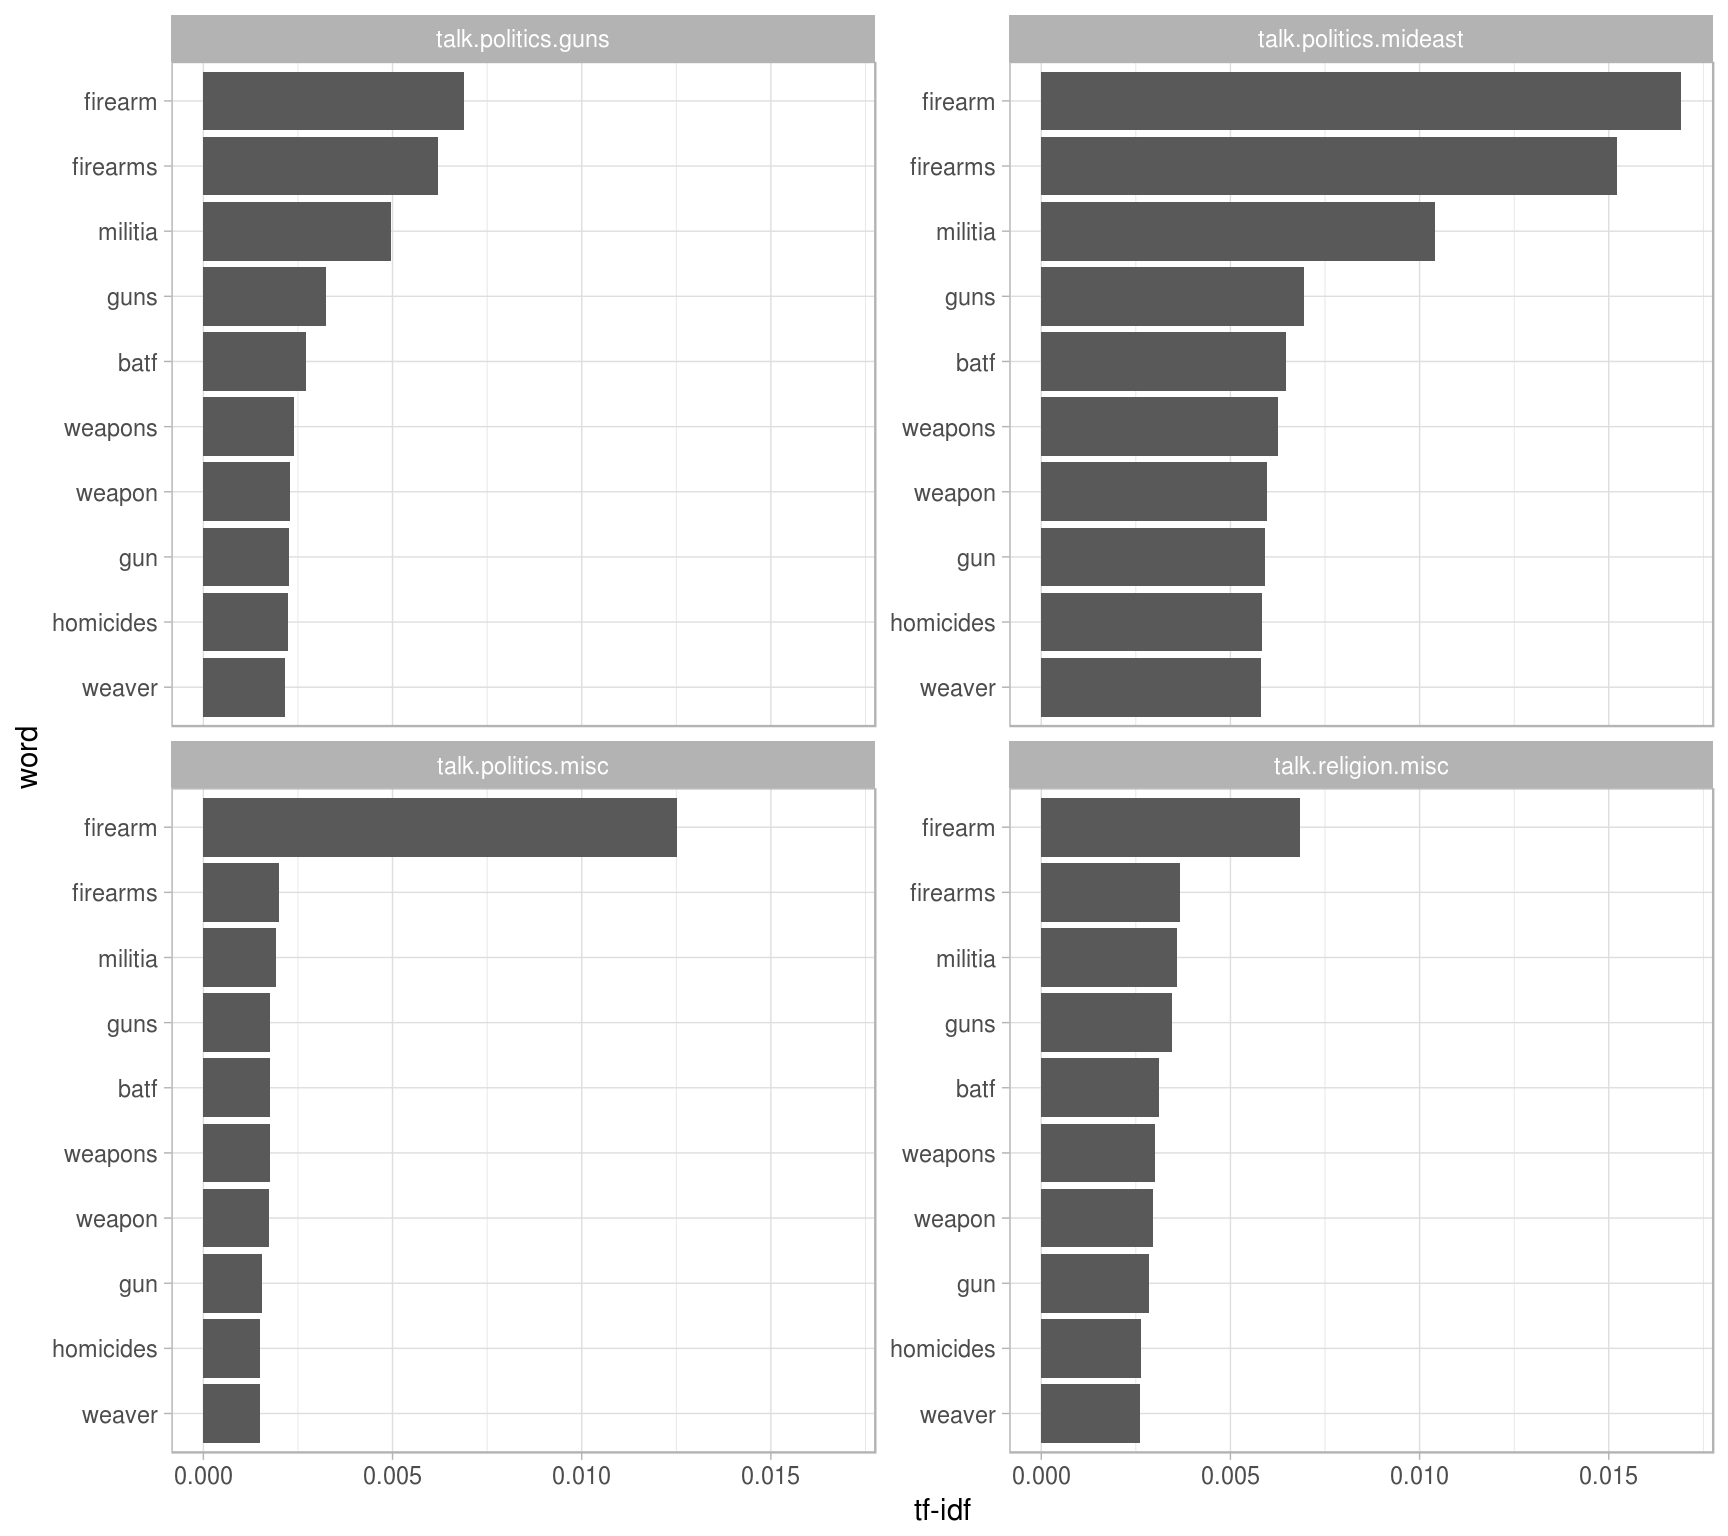 talk.politics.guns
firearm
firearms
militia
guns
batf
weapons
weapon
gun
homicides
weaver
talk.politics.mideast
firearm
firearms
militia
guns
batf
weapons
weapon
gun
homicides
weaver
word
talk.politics.misc
firearm
firearms
militia
guns
batf
weapons
weapon
gun
homicides
weaver
0.000 0.005 0.010 0.015
talk.religion.misc
firearm
firearms
militia
guns
batf
weapons
weapon
gun
homicides
weaver
0.000 0.005 0.010 0.015
tf-idf